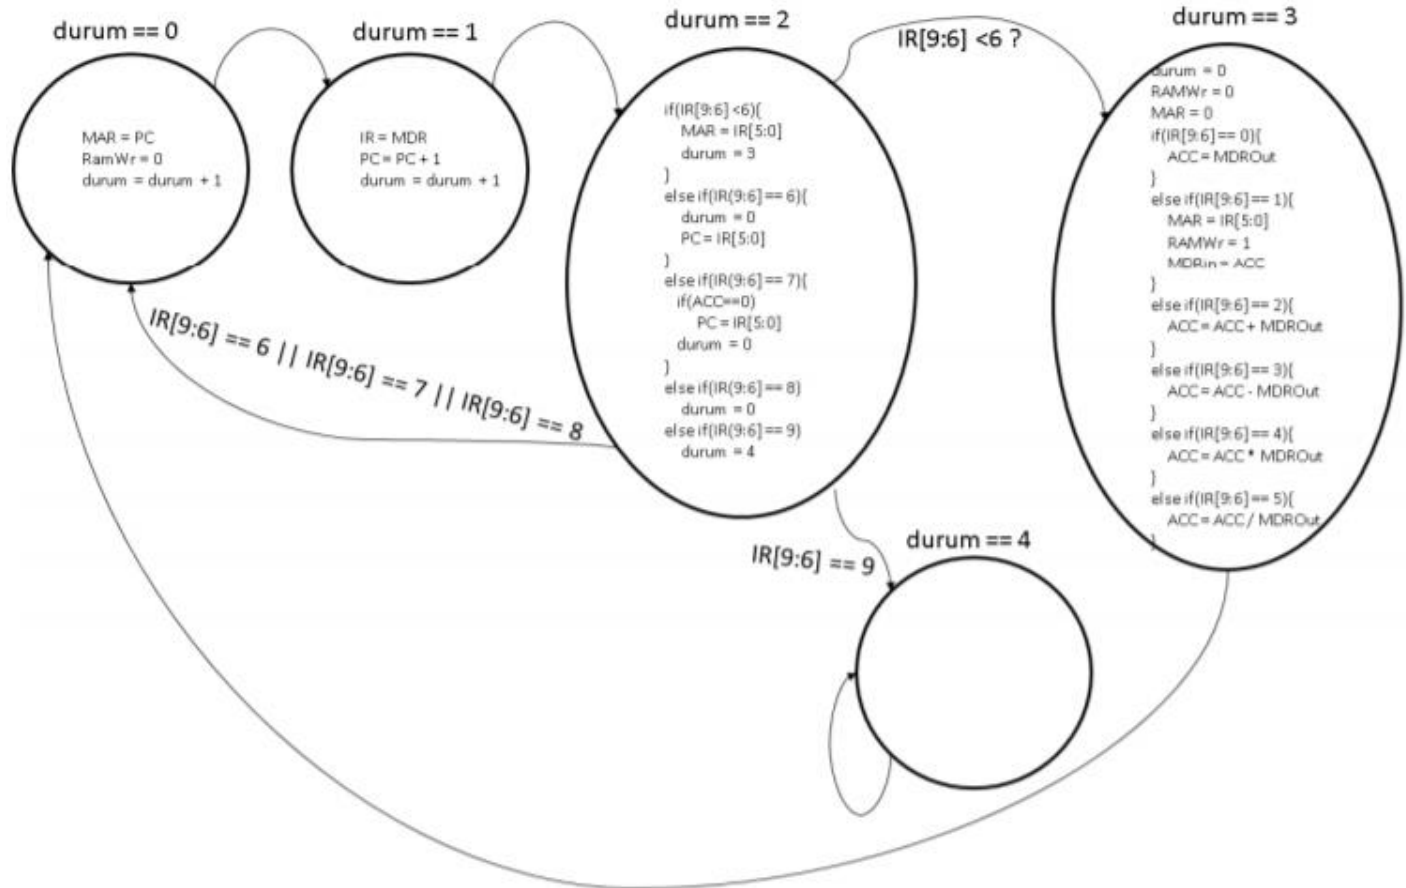 durum == 0
MAR = PC
RamWr = 0
durum = durum + 1
durum == 1
IR = MDR
PC = PC + 1
durum = durum + 1
durum == 2
if(IR[9:6] <6){
MAR = IR[5:0]
durum = 3
}
else if(IR(9:6] == 6){
durum = 0
PC = IR[5:0]
}
else if(IR(9:6] == 7){
if(ACC==0)
PC = IR[5:0]
durum = 0
}
else if(IR(9:6] == 8)
durum = 0
else if(IR(9:6] == 9)
durum = 4
IR[9:6] <6 ?
durum == 3
durum = 0
RAMWr = 0
MAR = 0
if(IR[9:6] == 0){
ACC = MDROut
}
else if(IR[9:6] == 1){
MAR = IR[5:0]
RAMWr = 1
MDRin = ACC
}
else if(IR[9:6] == 2){
ACC = ACC + MDROut
}
else if(IR[9:6] == 3){
ACC = ACC - MDROut
}
else if(IR[9:6] == 4){
ACC = ACC * MDROut
}
else if(IR[9:6] == 5){
ACC = ACC / MDROut
}
IR[9:6] == 6 || IR[9:6] == 7 || IR[9:6] == 8
IR[9:6] == 9
durum == 4